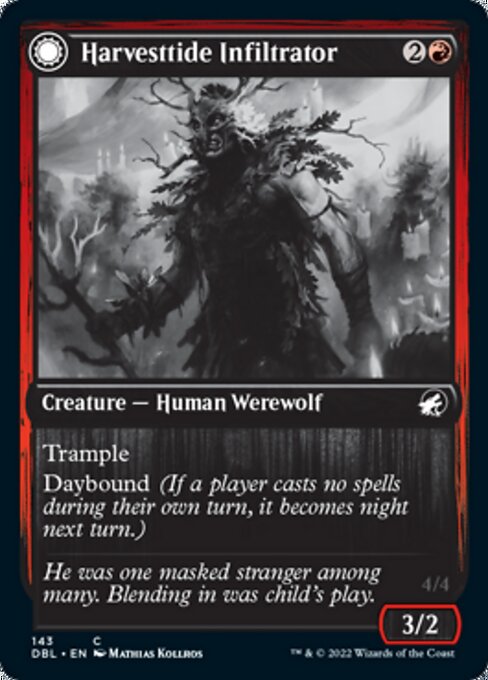 Harvesttide Infiltrator 2
Creature — Human Werewolf
Trample
Daybound (If a player casts no spells
during their own turn, it becomes night
next turn.)
He was one masked stranger among
many. Blending in was child's play.
4/4
3/2
143 C
DBL • EN Mathias Kollros
™ & © 2022 Wizards of the Coast